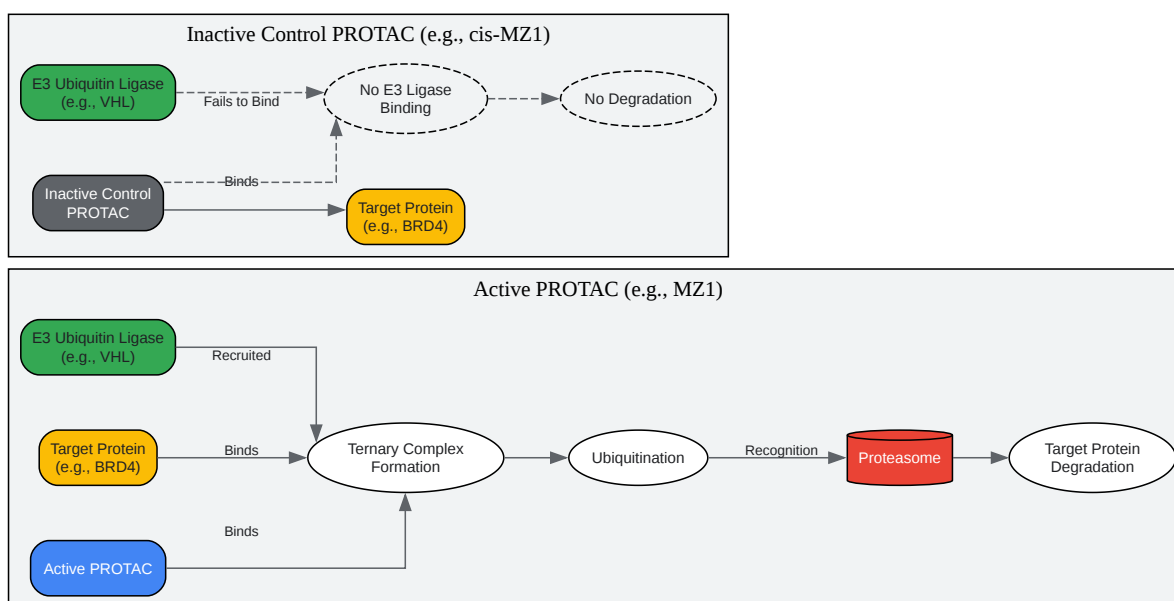 Inactive Control PROTAC (e.g., cis-MZ1)
E3 Ubiquitin Ligase
(e.g., VHL)
Fails to Bind
No E3 Ligase
Binding
No Degradation
Inactive Control
PROTAC
Binds
Target Protein
(e.g., BRD4)
Active PROTAC (e.g., MZ1)
E3 Ubiquitin Ligase
(e.g., VHL)
Recruited
Target Protein
(e.g., BRD4)
Binds
Ternary Complex
Formation
Ubiquitination
Recognition
Proteasome
Target Protein
Degradation
Binds
Active PROTAC